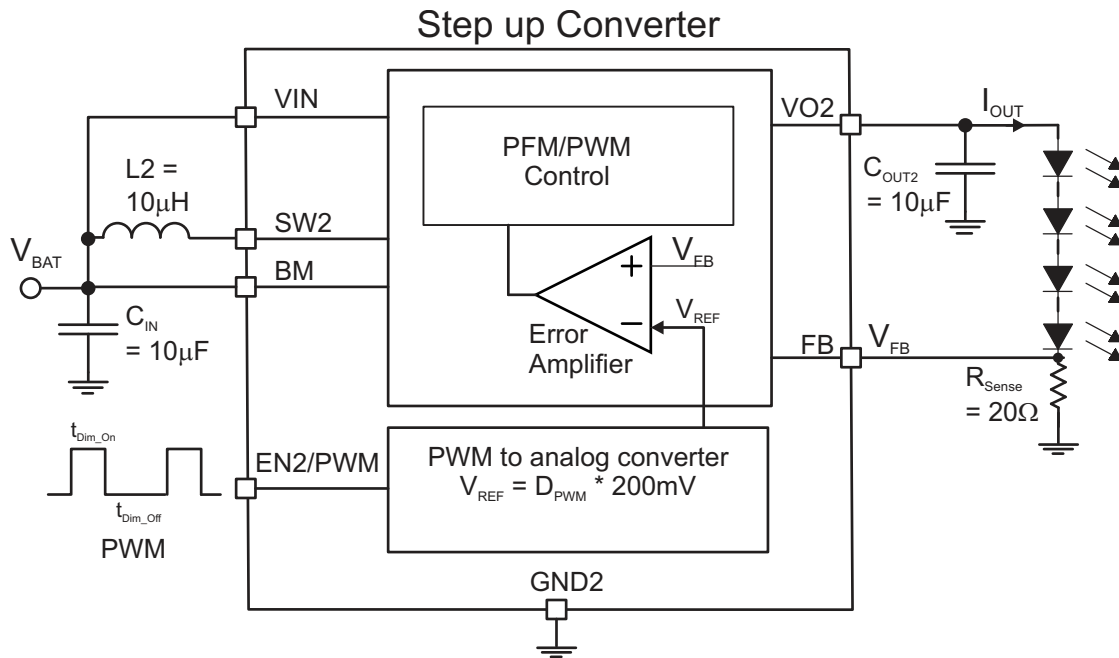 Step up Converter
VIN
L2 =
10μH
SW2
V_BAT
BM
C_IN
= 10μF
t_Dim_On
t_Dim_Off
PWM
EN2/PWM
PFM/PWM
Control
V_FB
V_REF
Error
Amplifier
+
−
PWM to analog converter
V_REF = D_PWM * 200mV
GND2
VO2
I_OUT
C_OUT2
= 10μF
FB
V_FB
R_Sense
= 20Ω